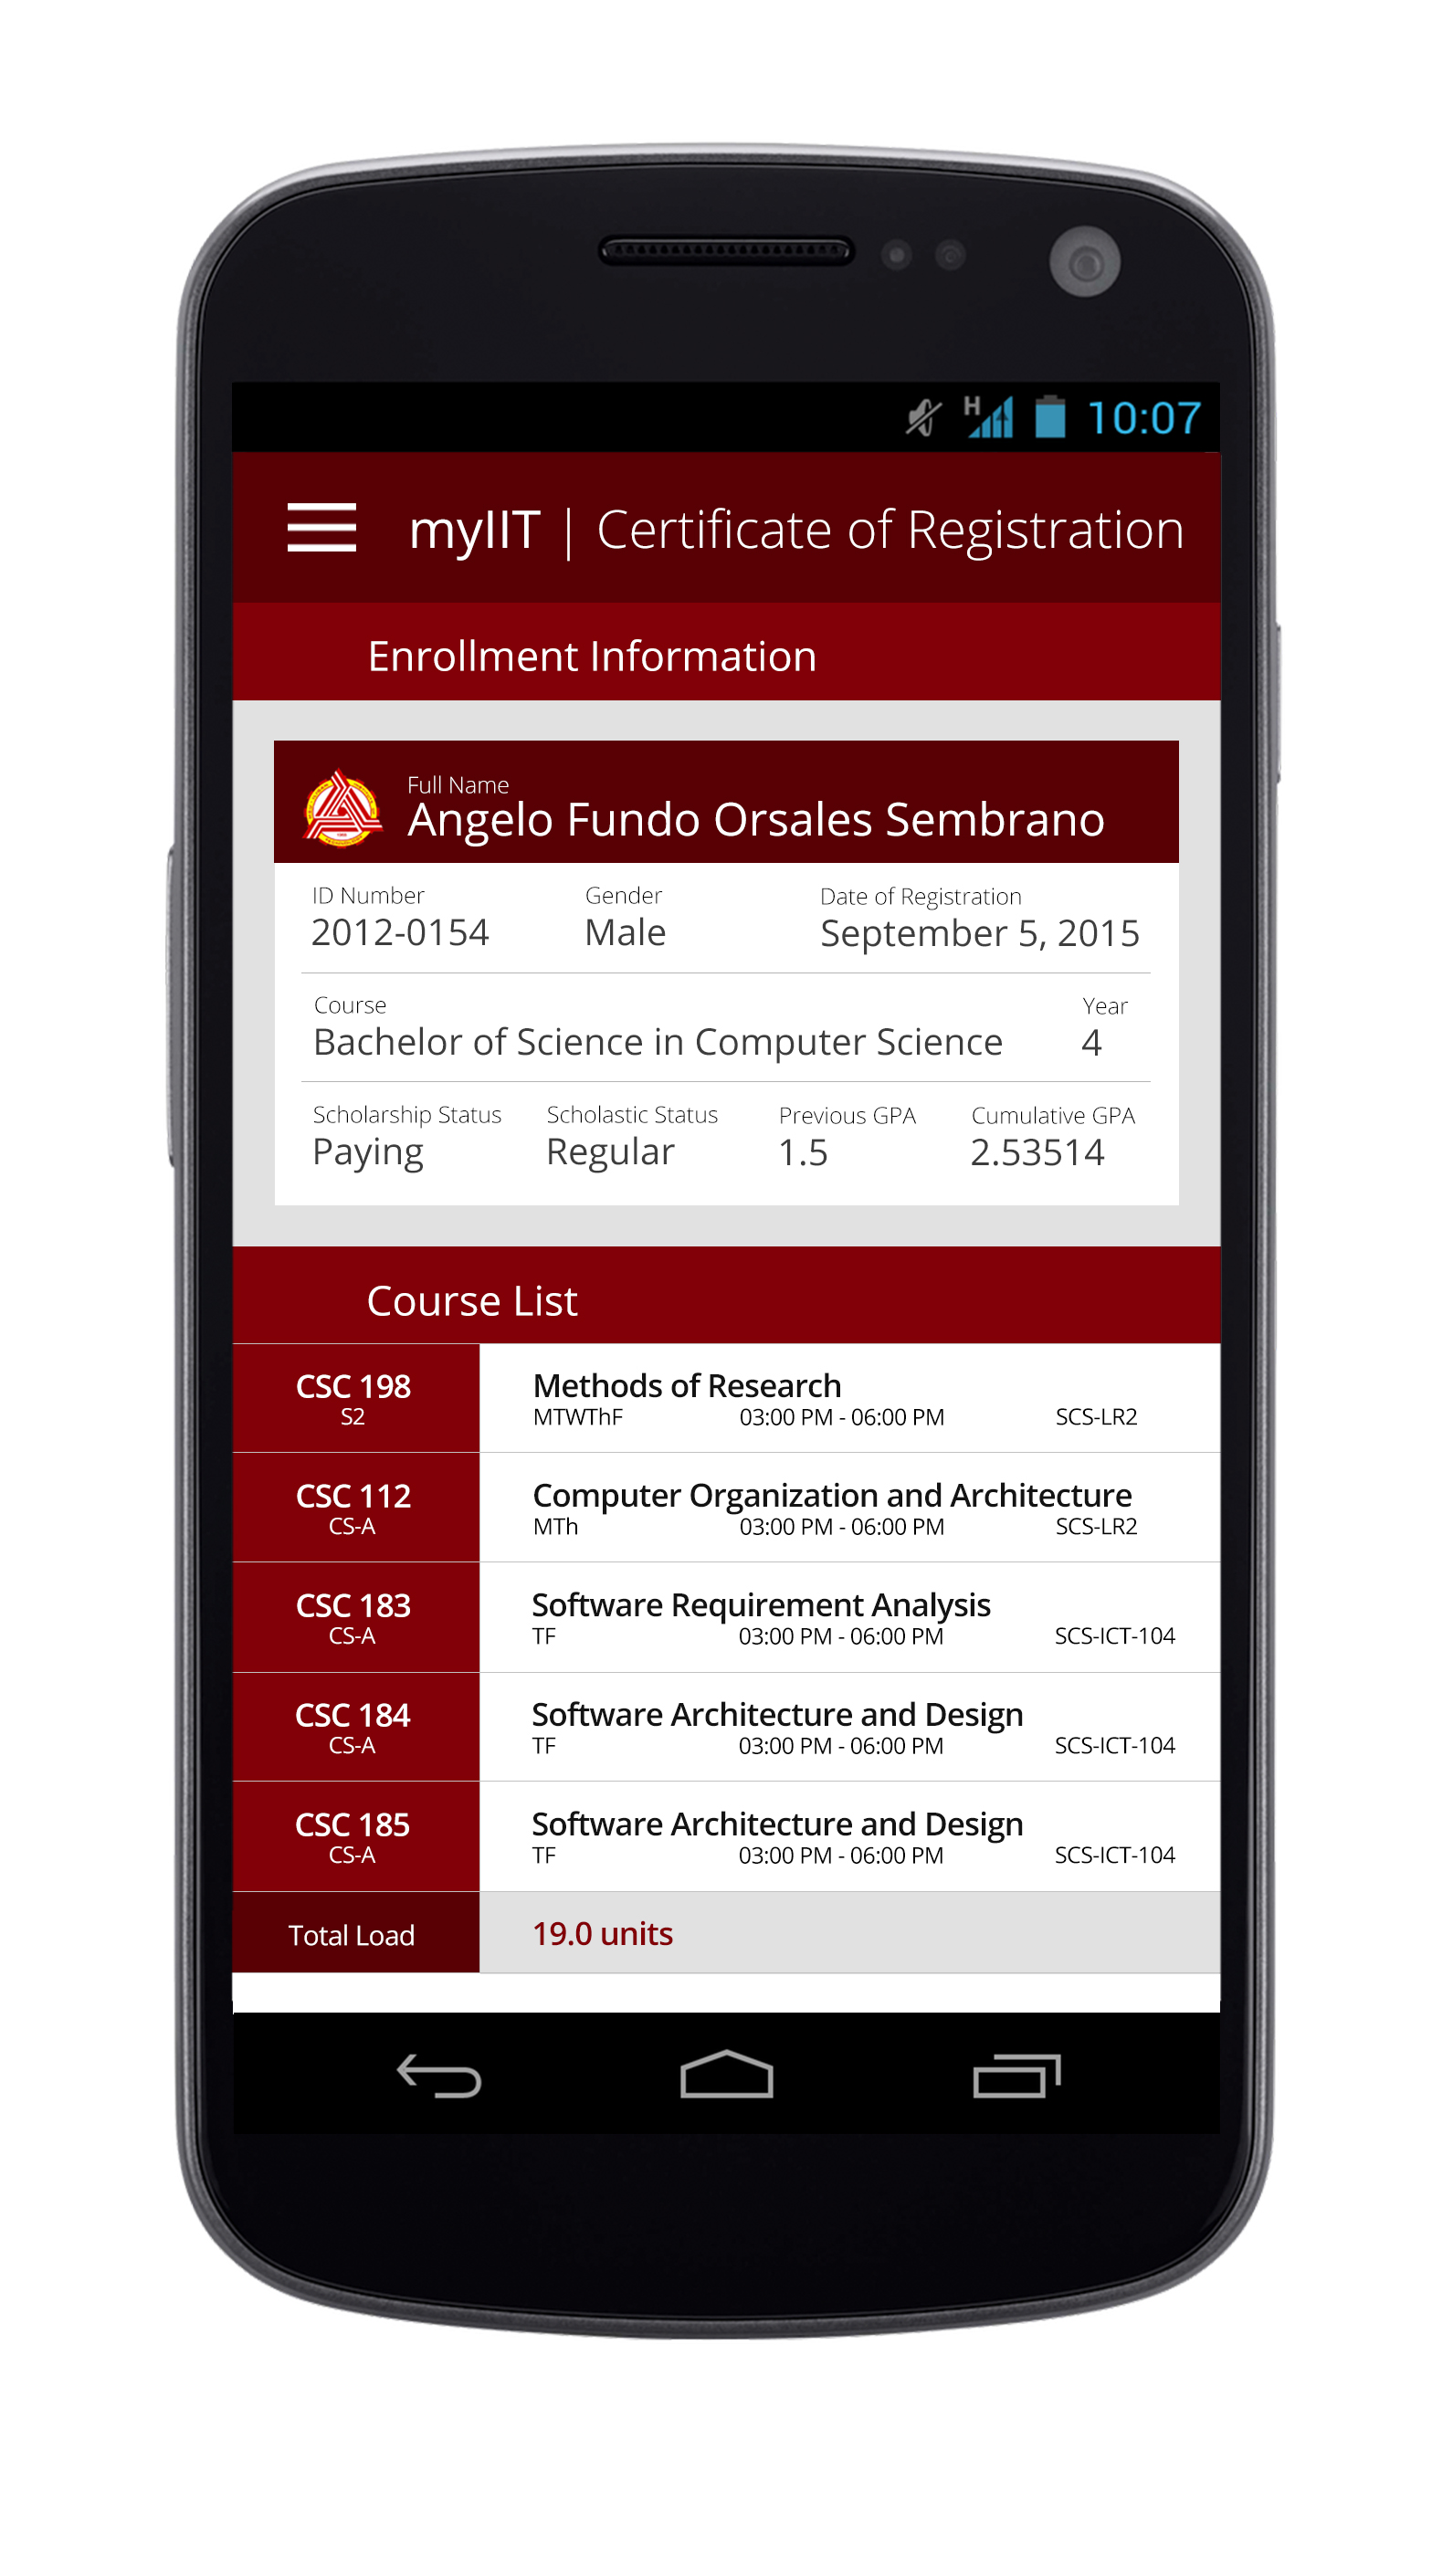 H 10:07
myIIT | Certificate of Registration
Enrollment Information
Full Name
Angelo Fundo Orsales Sembrano
ID Number Gender Date of Registration
2012-0154 Male September 5, 2015
Course Year
Bachelor of Science in Computer Science 4
Scholarship Status Scholastic Status Previous GPA Cumulative GPA
Paying Regular 1.5 2.53514
Course List
CSC 198 Methods of Research
S2 MTWThF 03:00 PM - 06:00 PM SCS-LR2
CSC 112 Computer Organization and Architecture
CS-A MTh 03:00 PM - 06:00 PM SCS-LR2
CSC 183 Software Requirement Analysis
CS-A TF 03:00 PM - 06:00 PM SCS-ICT-104
CSC 184 Software Architecture and Design
CS-A TF 03:00 PM - 06:00 PM SCS-ICT-104
CSC 185 Software Architecture and Design
CS-A TF 03:00 PM - 06:00 PM SCS-ICT-104
Total Load 19.0 units